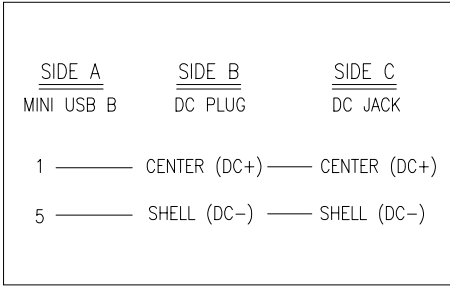 SIDE A SIDE B SIDE C
MINI USB B DC PLUG DC JACK
1 CENTER (DC+) CENTER (DC+)
5 SHELL (DC-) SHELL (DC-)